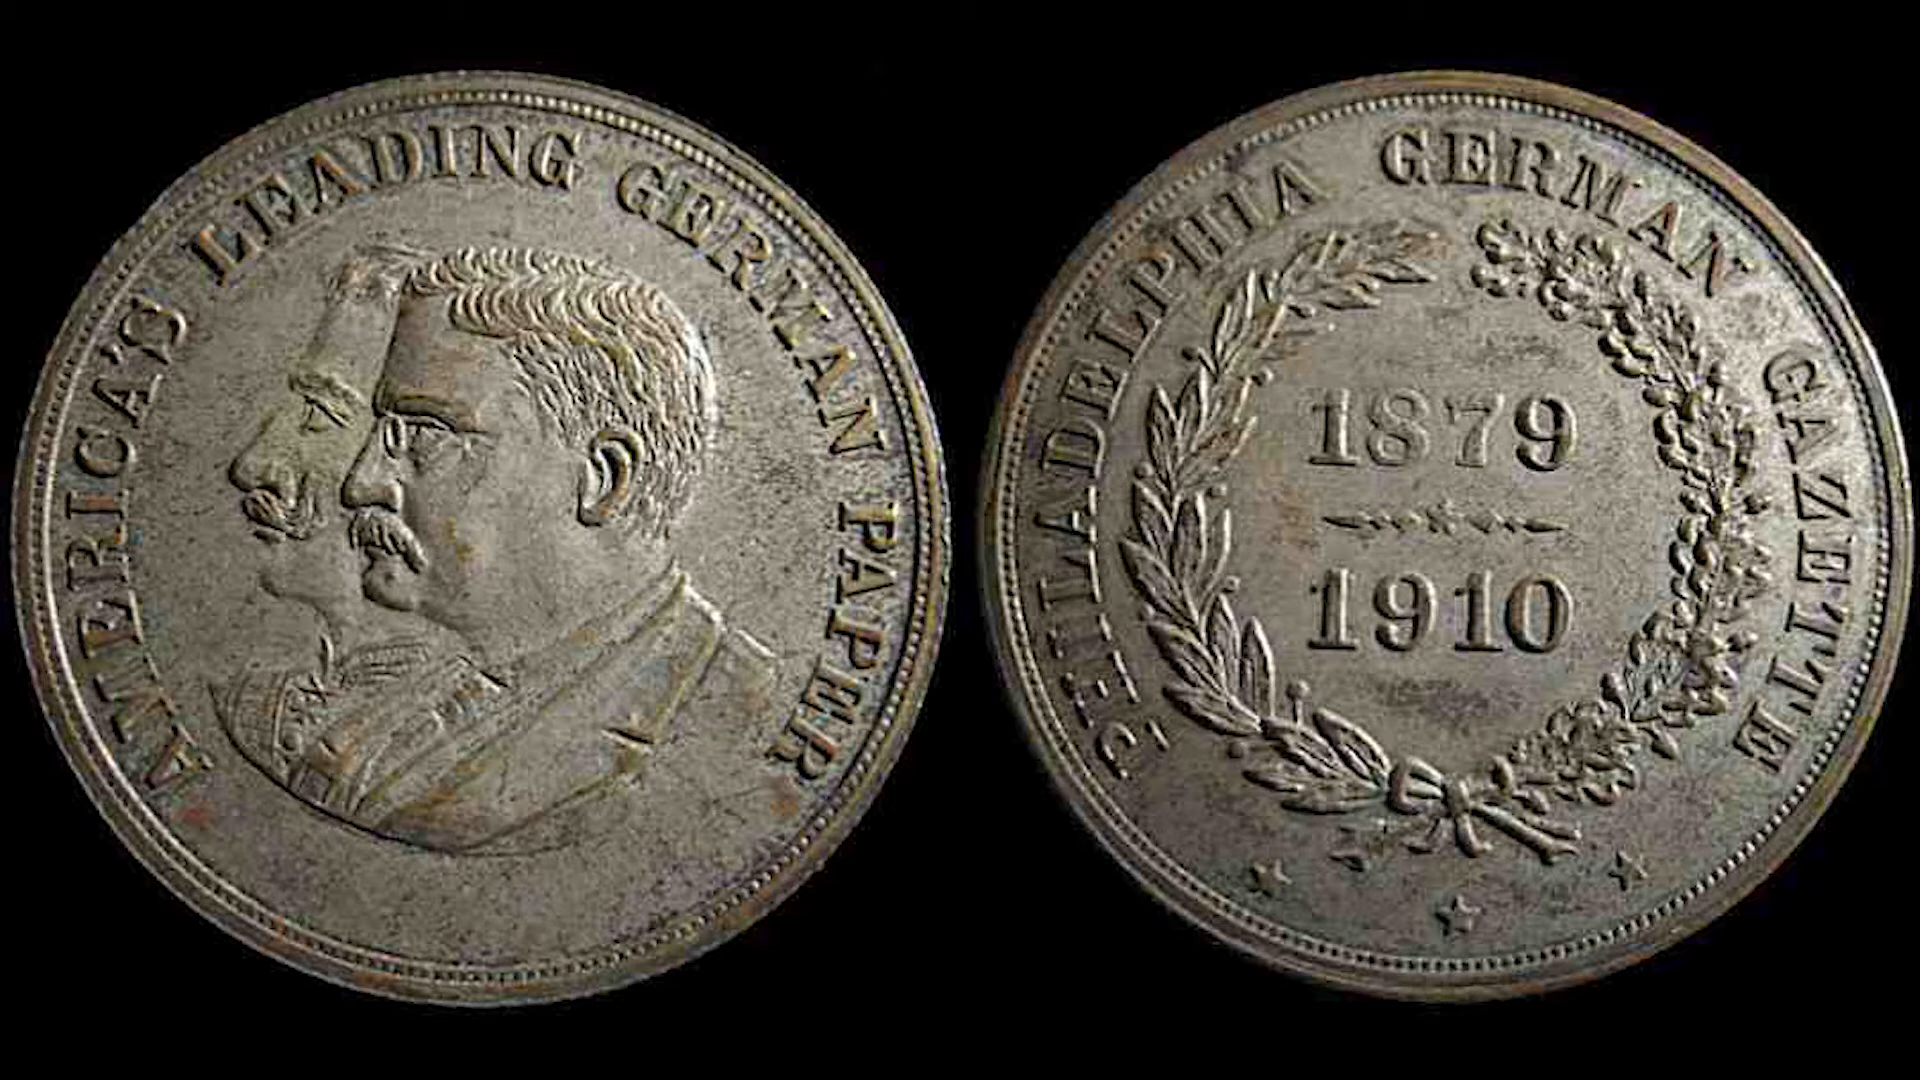 AMERICA'S LEADING GERMAN PAPER
PHILADELPHIA GERMAN GAZETTE
1879
1910